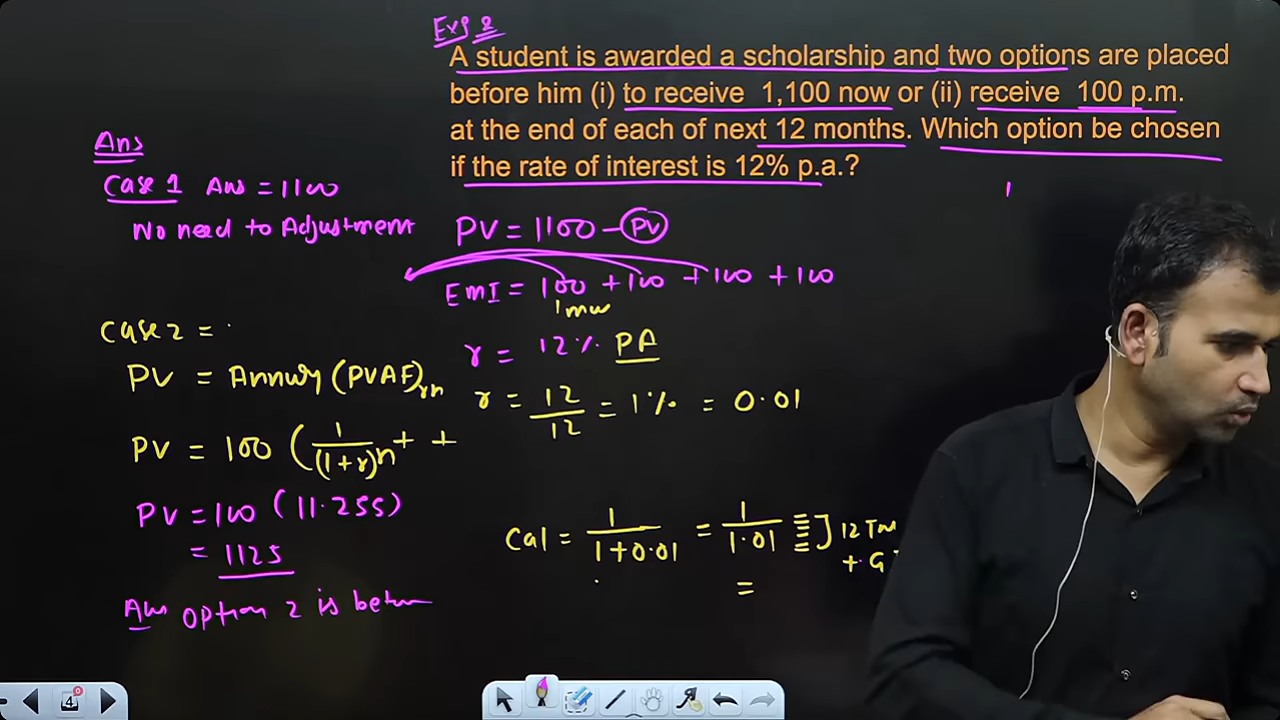 Exp 2
A student is awarded a scholarship and two options are placed
before him (i) to receive 1,100 now or (ii) receive 100 p.m.
at the end of each of next 12 months. Which option be chosen
if the rate of interest is 12% p.a.?
Ans
Case 1 Ans = 1100
No need to Adjustment
PV = 1100 - PV
EMI = 100 + 100 + 100 + 100
Case 2 =
r = 12% PA
PV = Annuity (PVAF)rn
r = 12/12 = 1% = 0.01
PV = 100 (1/(1+r)n + +
PV = 100 (11.255)
= 1125
Cal = 1/1+0.01 = 1/1.01 ] 12 Tm
+ G
=
Ans option 2 is better
4
0